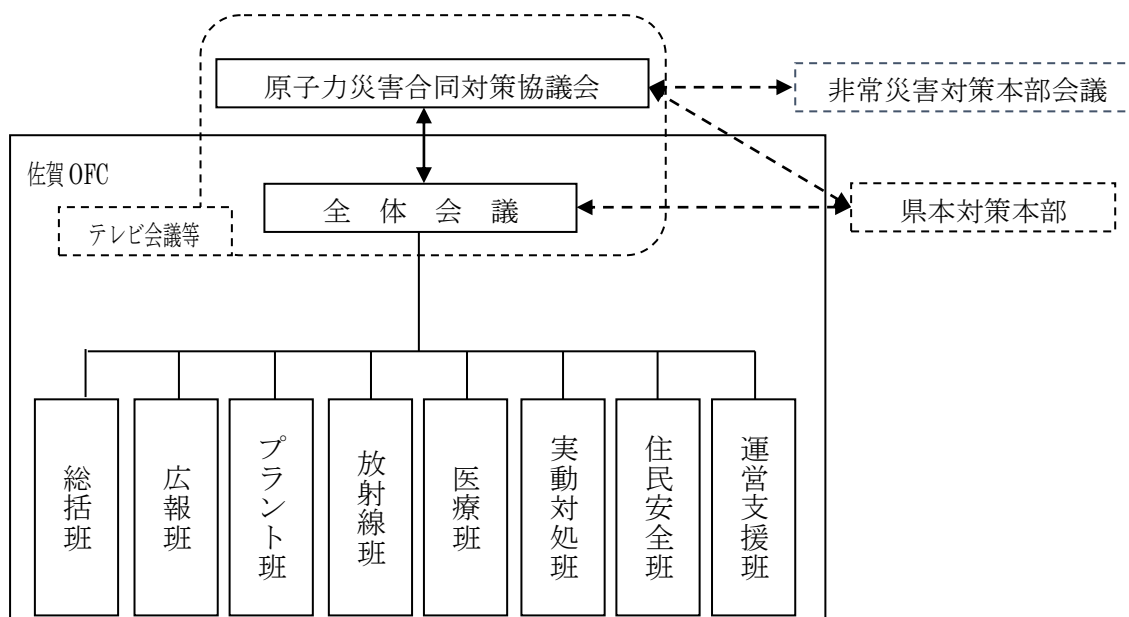 原子力災害合同対策協議会
非常災害対策本部会議
佐賀OFC
全体会議
県本対策本部
テレビ会議等
総括班
広報班
プラント班
放射線班
医療班
実動対処班
住民安全班
運営支援班